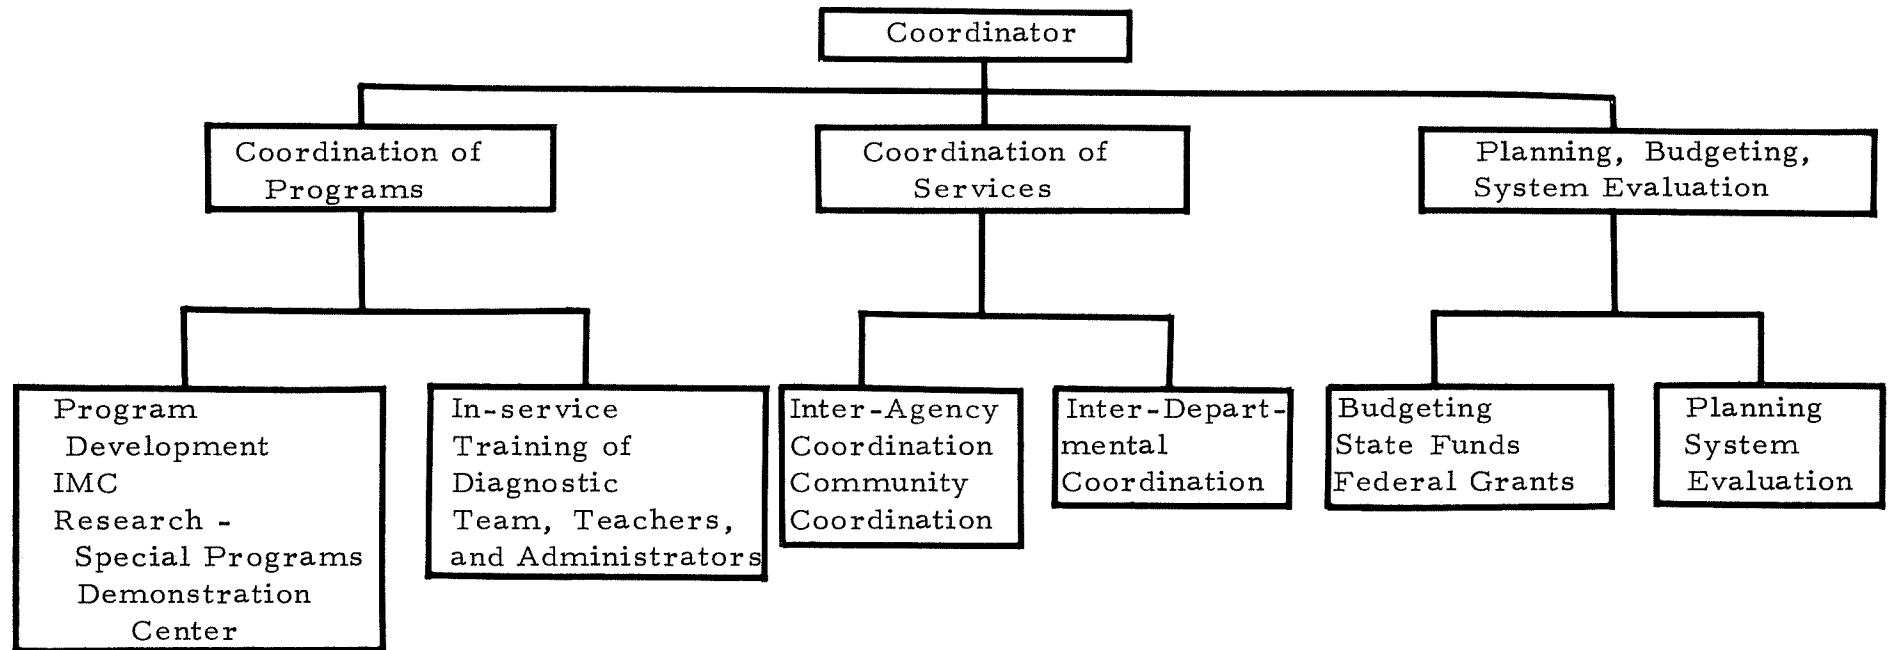 Coordinator
Coordination of
Programs
Coordination of
Services
Planning, Budgeting,
System Evaluation
Program
Development
IMC
Research -
Special Programs
Demonstration
Center
In-service
Training of
Diagnostic
Team, Teachers,
and Administrators
Inter-Agency
Coordination
Community
Coordination
Inter-Depart-
mental
Coordination
Budgeting
State Funds
Federal Grants
Planning
System
Evaluation